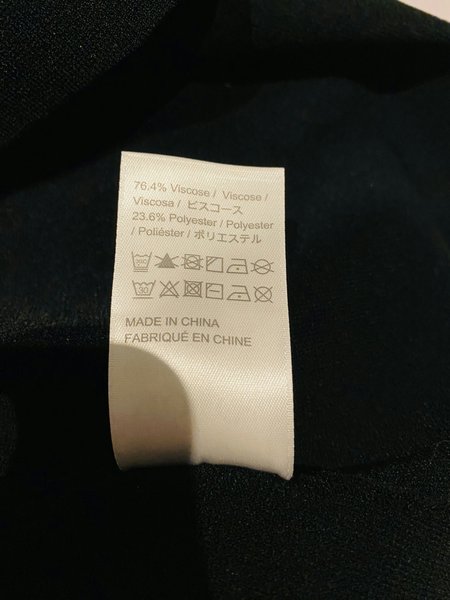 76.4% Viscose / Viscose /
Viscosa / ビスコース
23.6% Polyester / Polyester
/ Poliéster / ポリエステル
MADE IN CHINA
FABRIQUÉ EN CHINE